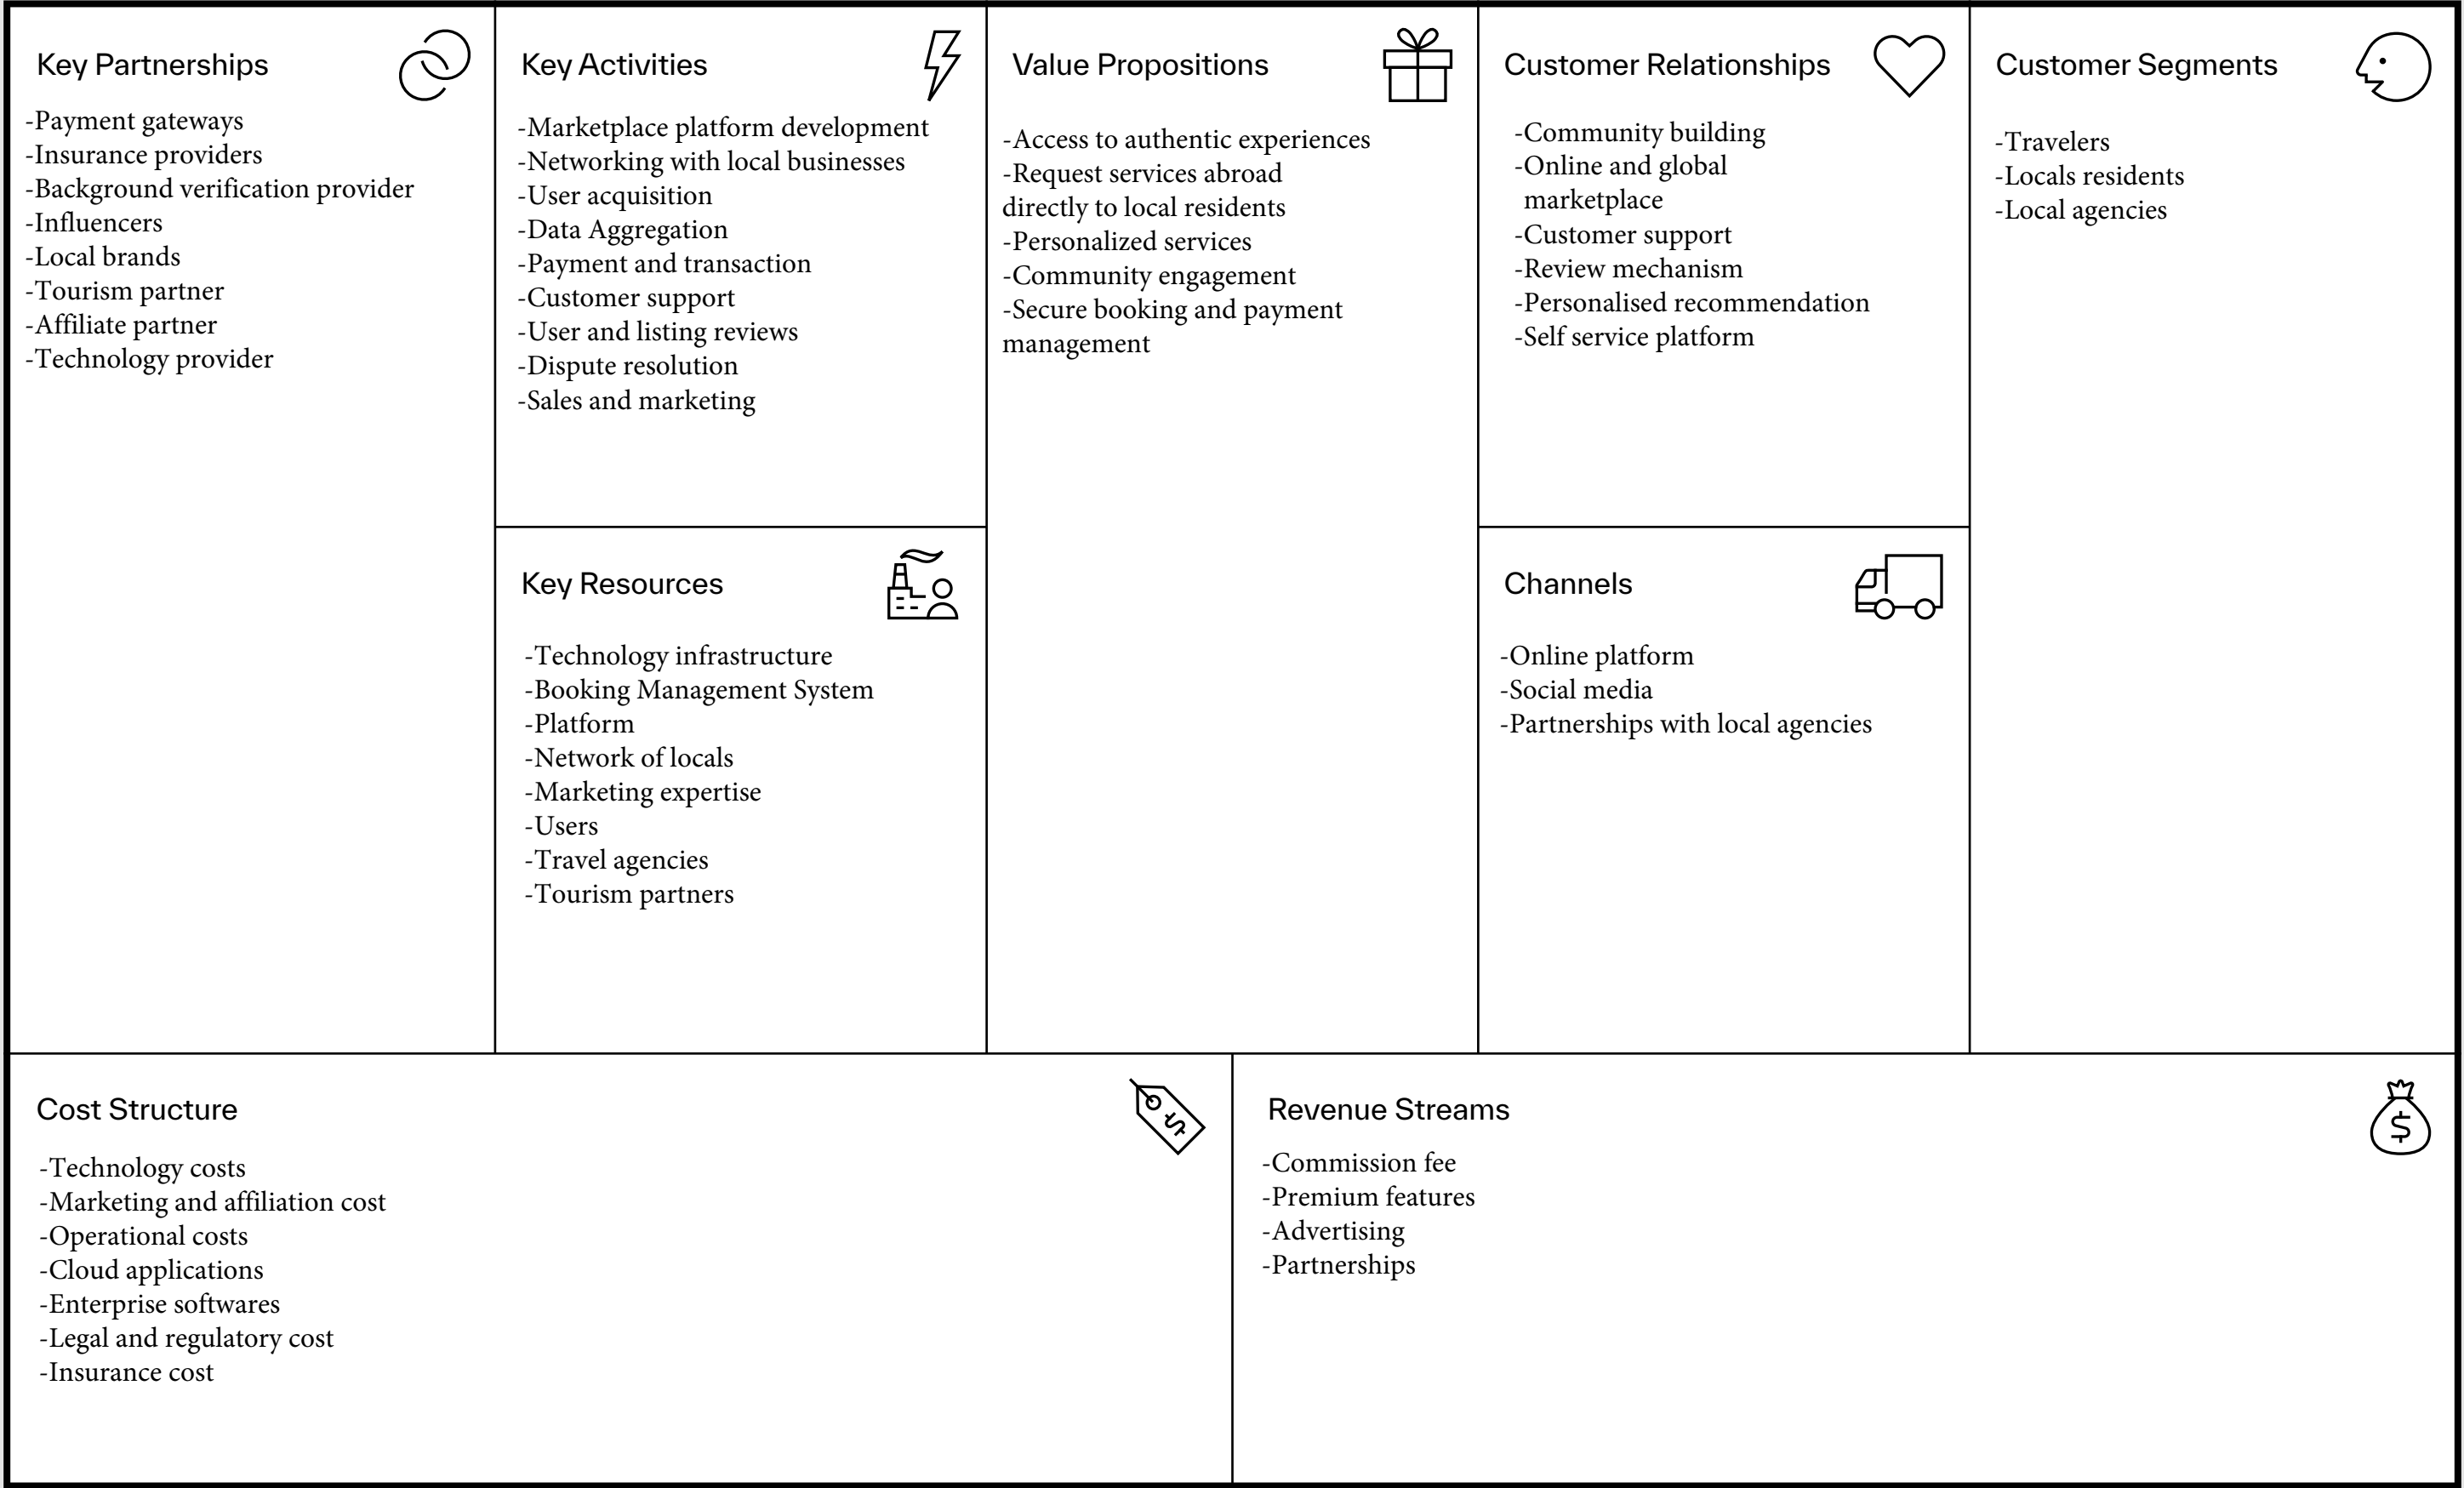 Key Partnerships
-Payment gateways
-Insurance providers
-Background verification provider
-Influencers
-Local brands
-Tourism partner
-Affiliate partner
-Technology provider
Key Activities
-Marketplace platform development
-Networking with local businesses
-User acquisition
-Data Aggregation
-Payment and transaction
-Customer support
-User and listing reviews
-Dispute resolution
-Sales and marketing
Key Resources
-Technology infrastructure
-Booking Management System
-Platform
-Network of locals
-Marketing expertise
-Users
-Travel agencies
-Tourism partners
Value Propositions
-Access to authentic experiences
-Request services abroad
directly to local residents
-Personalized services
-Community engagement
-Secure booking and payment
management
Customer Relationships
-Community building
-Online and global
marketplace
-Customer support
-Review mechanism
-Personalised recommendation
-Self service platform
Channels
-Online platform
-Social media
-Partnerships with local agencies
Customer Segments
-Travelers
-Locals residents
-Local agencies
Cost Structure
$
-Technology costs
-Marketing and affiliation cost
-Operational costs
-Cloud applications
-Enterprise softwares
-Legal and regulatory cost
-Insurance cost
Revenue Streams
$
-Commission fee
-Premium features
-Advertising
-Partnerships